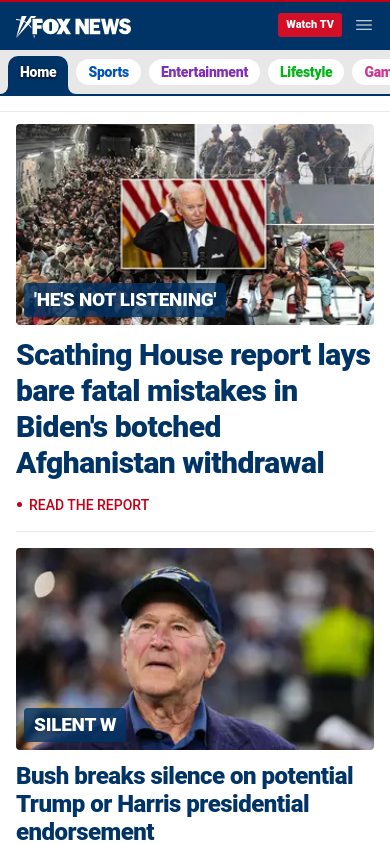 FOX NEWS
Watch TV
Home
Sports
Entertainment
Lifestyle
Gam
'HE'S NOT LISTENING'
Scathing House report lays
bare fatal mistakes in
Biden's botched
Afghanistan withdrawal
READ THE REPORT
SILENT W
Bush breaks silence on potential
Trump or Harris presidential
endorsement